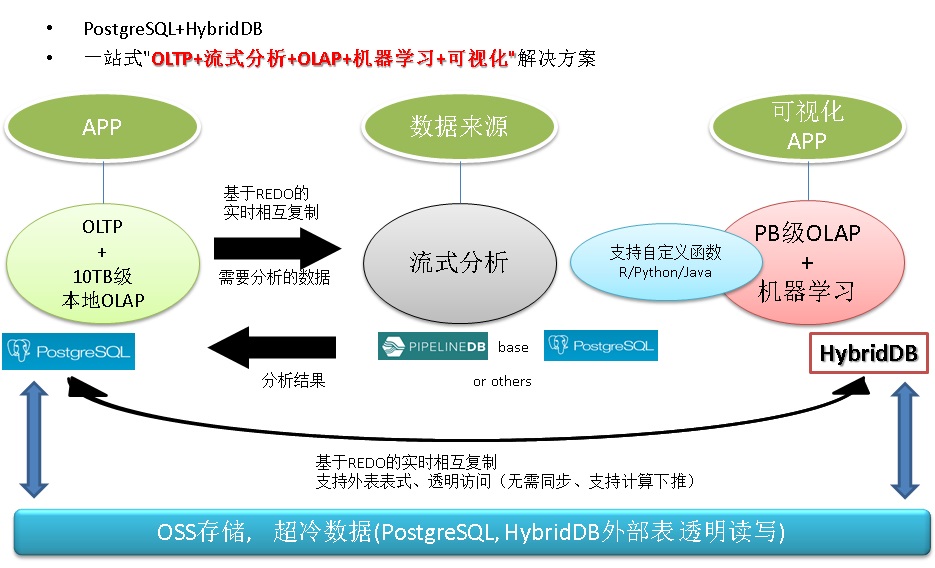 PostgreSQL+HybridDB
一站式"OLTP+流式分析+OLAP+机器学习+可视化"解决方案
APP
数据来源
可视化
APP
基于REDO的
实时相互复制
OLTP
+
10TB级
本地OLAP
需要分析的数据
流式分析
支持自定义函数
R/Python/Java
PB级OLAP
+
机器学习
PostgreSQL
PIPELINEDB base PostgreSQL
HybridDB
分析结果
or others
基于REDO的实时相互复制
支持外表表式、透明访问（无需同步、支持计算下推）
OSS存储， 超冷数据(PostgreSQL, HybridDB外部表 透明读写)